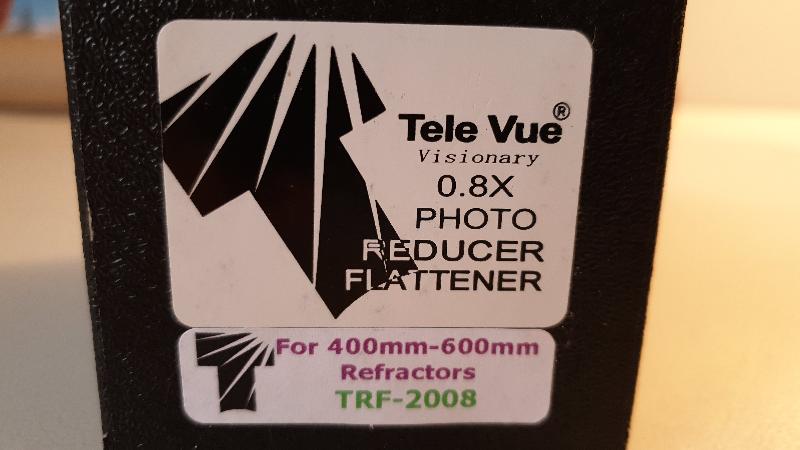 Tele Vue®
Visionary
0.8X
PHOTO
REDUCER
FLATTENER
For 400mm-600mm
Refractors
TRF-2008